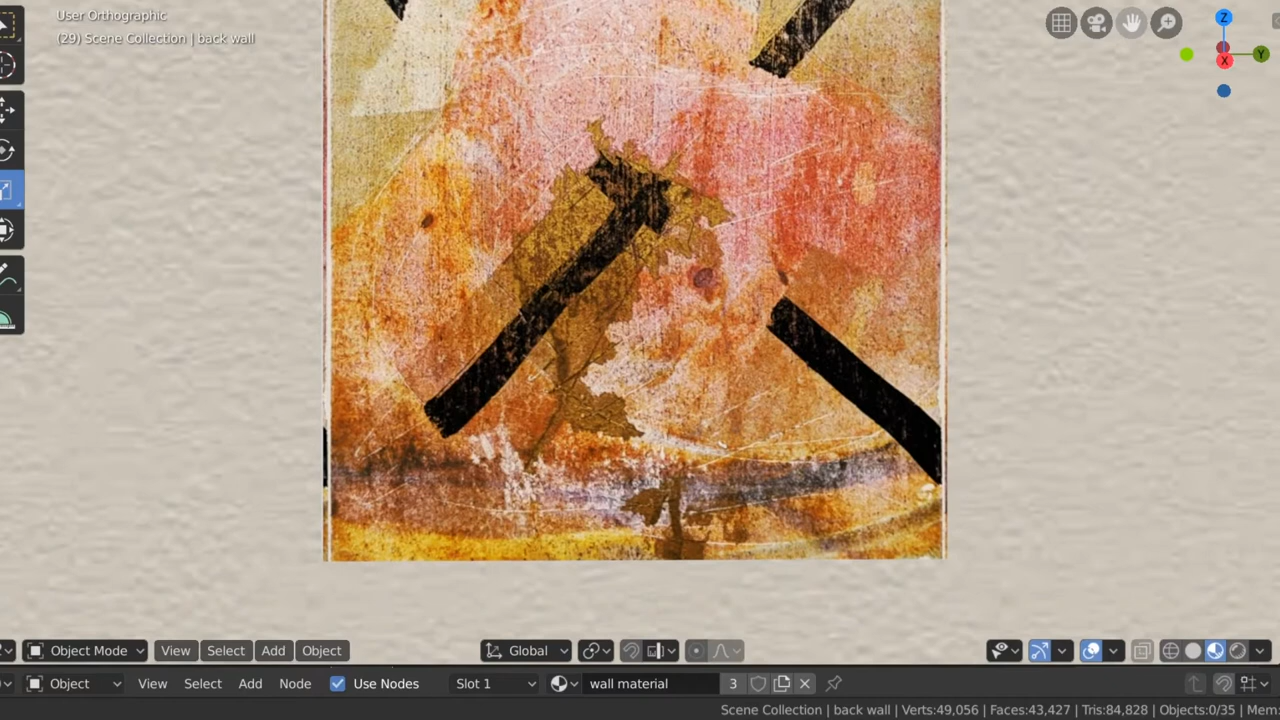 User Orthographic
(29) Scene Collection | back wall
Z
Y
X
Object Mode View Select Add Object Global
Object View Select Add Node Use Nodes Slot 1 wall material 3
Scene Collection | back wall | Verts:49,056 | Faces:43,427 | Tris:84,828 | Objects:0/35 | Mem: